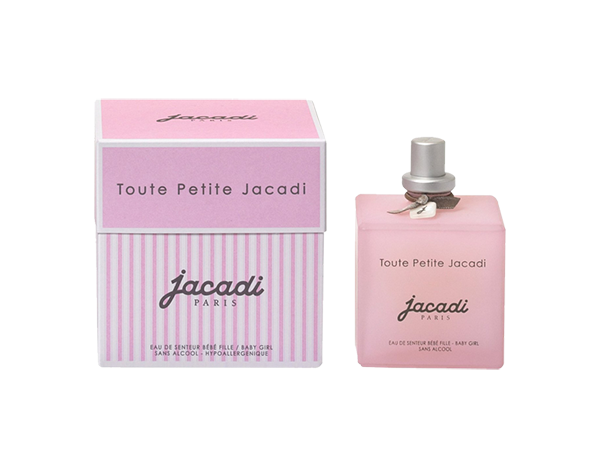 jacadi
PARIS
Toute Petite Jacadi
jacadi
PARIS
EAU DE SENTEUR BÉBÉ FILLE / BABY GIRL
SANS ALCOOL - HYPOALLERGENIQUE
Toute Petite Jacadi
jacadi
PARIS
EAU DE SENTEUR BÉBÉ FILLE - BABY GIRL
SANS ALCOOL